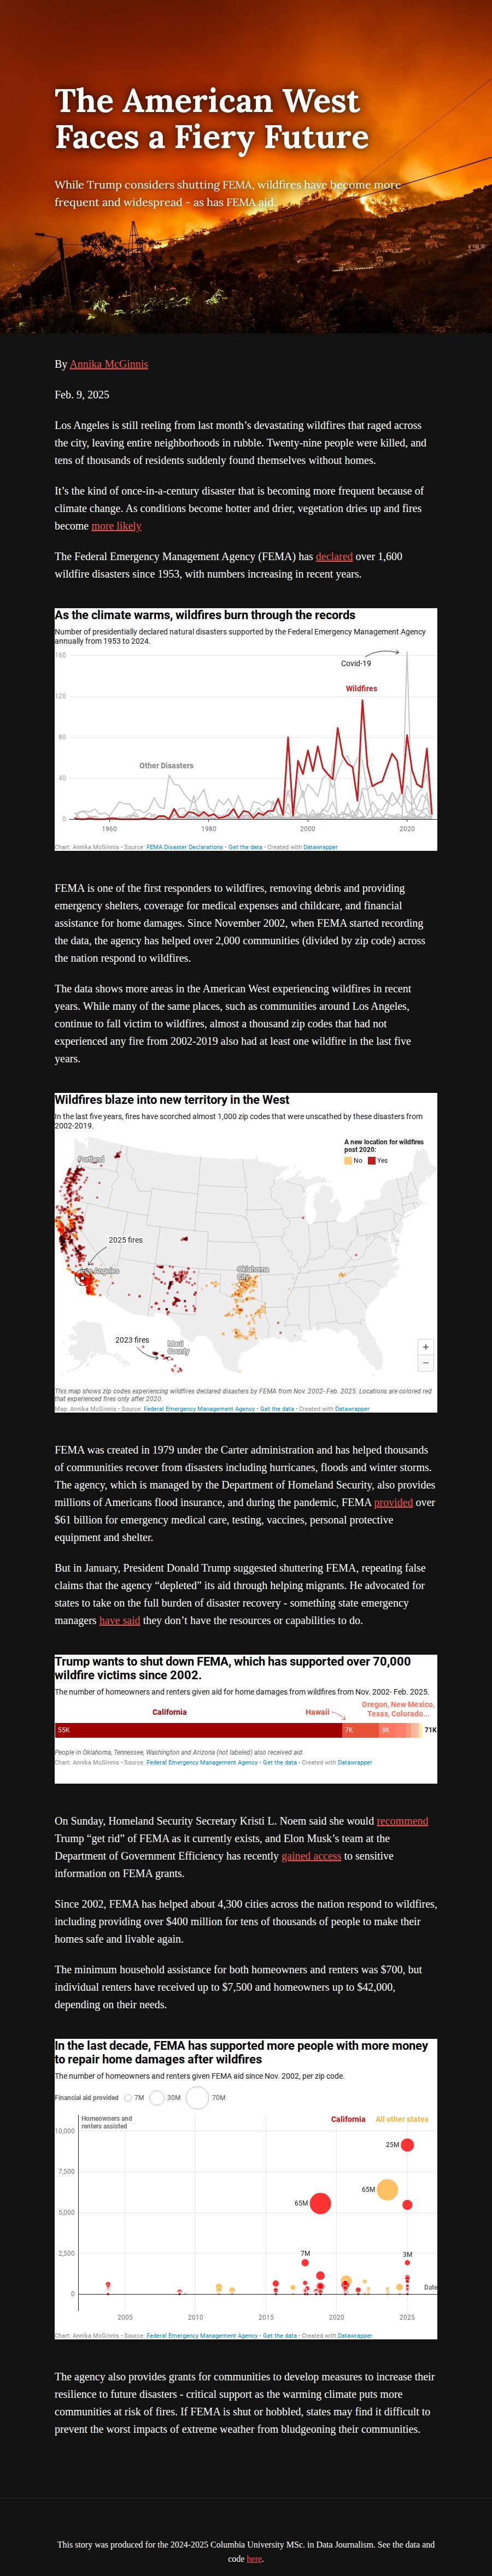 The American West
Faces a Fiery Future
While Trump considers shutting FEMA, wildfires have become more
frequent and widespread - as has FEMA aid.
By Annika McGinnis
Feb. 9, 2025
Los Angeles is still reeling from last month’s devastating wildfires that raged across
the city, leaving entire neighborhoods in rubble. Twenty-nine people were killed, and
tens of thousands of residents suddenly found themselves without homes.
It’s the kind of once-in-a-century disaster that is becoming more frequent because of
climate change. As conditions become hotter and drier, vegetation dries up and fires
become more likely
The Federal Emergency Management Agency (FEMA) has declared over 1,600
wildfire disasters since 1953, with numbers increasing in recent years.
As the climate warms, wildfires burn through the records
Number of presidentially declared natural disasters supported by the Federal Emergency Management Agency
annually from 1953 to 2024.
160
Covid-19
Wildfires
120
80
Other Disasters
40
0
1960 1980 2000 2020
Chart: Annika McGinnis • Source: FEMA Disaster Declarations • Get the data • Created with Datawrapper
FEMA is one of the first responders to wildfires, removing debris and providing
emergency shelters, coverage for medical expenses and childcare, and financial
assistance for home damages. Since November 2002, when FEMA started recording
the data, the agency has helped over 2,000 communities (divided by zip code) across
the nation respond to wildfires.
The data shows more areas in the American West experiencing wildfires in recent
years. While many of the same places, such as communities around Los Angeles,
continue to fall victim to wildfires, almost a thousand zip codes that had not
experienced any fire from 2002-2019 also had at least one wildfire in the last five
years.
Wildfires blaze into new territory in the West
In the last five years, fires have scorched almost 1,000 zip codes that were unscathed by these disasters from
2002-2019.
A new location for wildfires
post 2020:
No Yes
Portland
2025 fires
Los Angeles
Oklahoma
City
2023 fires
Maui
County
+
−
This map shows zip codes experiencing wildfires declared disasters by FEMA from Nov. 2002- Feb. 2025. Locations are colored red
that experienced fires only after 2020.
Map: Annika McGinnis • Source: Federal Emergency Management Agency • Get the data • Created with Datawrapper
FEMA was created in 1979 under the Carter administration and has helped thousands
of communities recover from disasters including hurricanes, floods and winter storms.
The agency, which is managed by the Department of Homeland Security, also provides
millions of Americans flood insurance, and during the pandemic, FEMA provided over
$61 billion for emergency medical care, testing, vaccines, personal protective
equipment and shelter.
But in January, President Donald Trump suggested shuttering FEMA, repeating false
claims that the agency “depleted” its aid through helping migrants. He advocated for
states to take on the full burden of disaster recovery - something state emergency
managers have said they don’t have the resources or capabilities to do.
Trump wants to shut down FEMA, which has supported over 70,000
wildfire victims since 2002.
The number of homeowners and renters given aid for home damages from wildfires from Nov. 2002- Feb. 2025.
California Hawaii Oregon, New Mexico,
Texas, Colorado...
55K 7K 3K 71K
People in Oklahoma, Tennessee, Washington and Arizona (not labeled) also received aid.
Chart: Annika McGinnis • Source: Federal Emergency Management Agency • Get the data • Created with Datawrapper
On Sunday, Homeland Security Secretary Kristi L. Noem said she would recommend
Trump “get rid” of FEMA as it currently exists, and Elon Musk’s team at the
Department of Government Efficiency has recently gained access to sensitive
information on FEMA grants.
Since 2002, FEMA has helped about 4,300 cities across the nation respond to wildfires,
including providing over $400 million for tens of thousands of people to make their
homes safe and livable again.
The minimum household assistance for both homeowners and renters was $700, but
individual renters have received up to $7,500 and homeowners up to $42,000,
depending on their needs.
In the last decade, FEMA has supported more people with more money
to repair home damages after wildfires
The number of homeowners and renters given FEMA aid since Nov. 2002, per zip code.
Financial aid provided 7M 30M 70M
Homeowners and
renters assisted
California All other states
10,000
25M
7,500
65M
65M
5,000
2,500
7M
3M
0
Date
2005 2010 2015 2020 2025
Chart: Annika McGinnis • Source: Federal Emergency Management Agency • Get the data • Created with Datawrapper
The agency also provides grants for communities to develop measures to increase their
resilience to future disasters - critical support as the warming climate puts more
communities at risk of fires. If FEMA is shut or hobbled, states may find it difficult to
prevent the worst impacts of extreme weather from bludgeoning their communities.
This story was produced for the 2024-2025 Columbia University MSc. in Data Journalism. See the data and
code here.